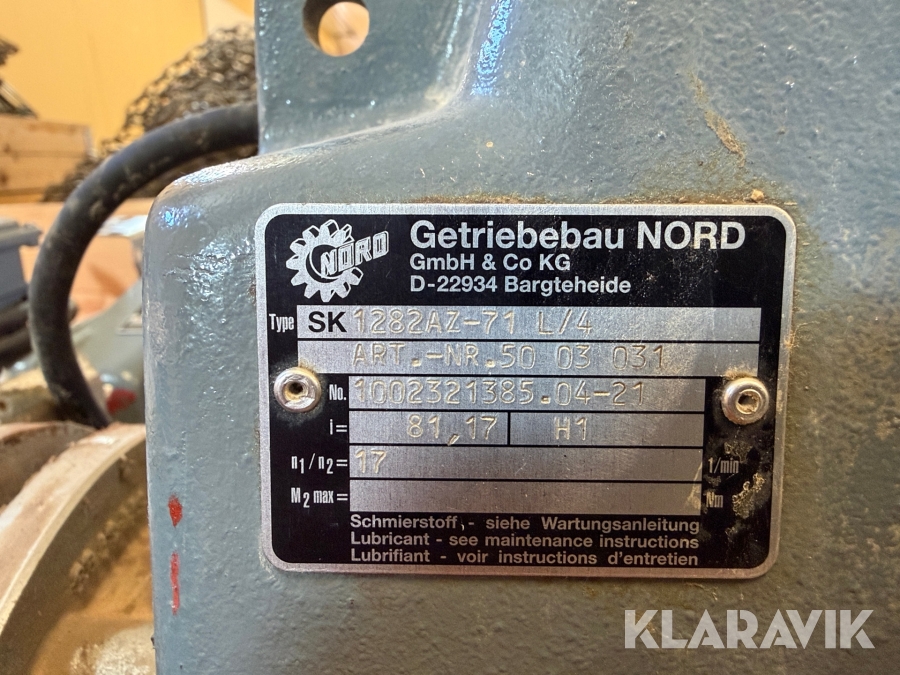 NORD
Getriebebau NORD
GmbH & Co KG
D-22934 Bargteheide
Type SK 1282AZ-71 L/4
ART.-NR.50 03 031
No. 1002321385.04-21
i= 81,17 H1
n1/n2= 17 1/min
M2 max= Nm
Schmierstoff, - siehe Wartungsanleitung
Lubricant - see maintenance instructions
Lubrifiant - voir instructions d'entretien
KLARAVIK